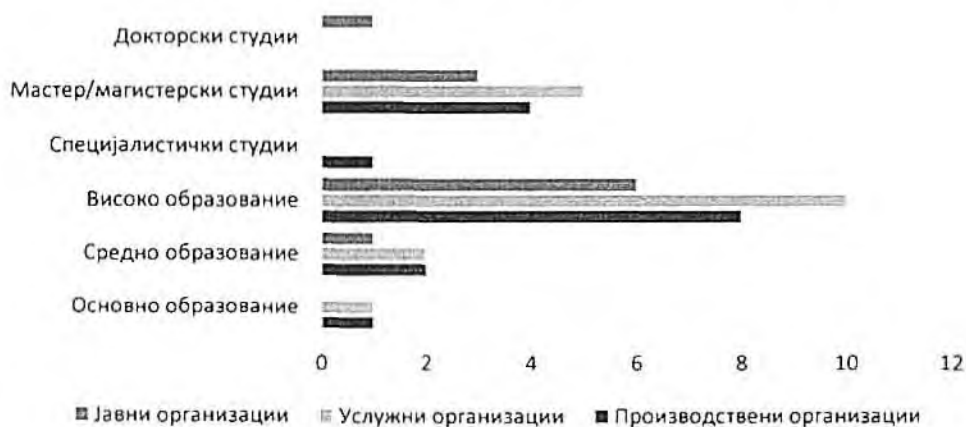 Докторски студии
Мастер/магистерски студии
Специјалистички студии
Високо образование
Средно образование
Основно образование
0 2 4 6 8 10 12
Јавни организации Услужни организации Производствени организации